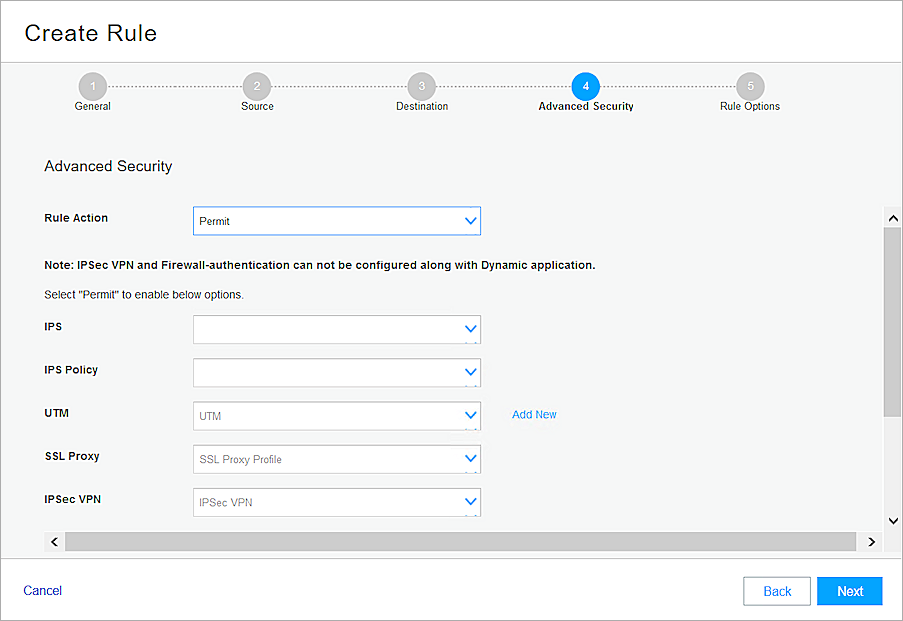 Create Rule
1 2 3 4 5
General Source Destination Advanced Security Rule Options
Advanced Security
Rule Action Permit
Note: IPSec VPN and Firewall-authentication can not be configured along with Dynamic application.
Select "Permit" to enable below options.
IPS
IPS Policy
UTM UTM Add New
SSL Proxy SSL Proxy Profile
IPSec VPN IPSec VPN
Cancel Back Next